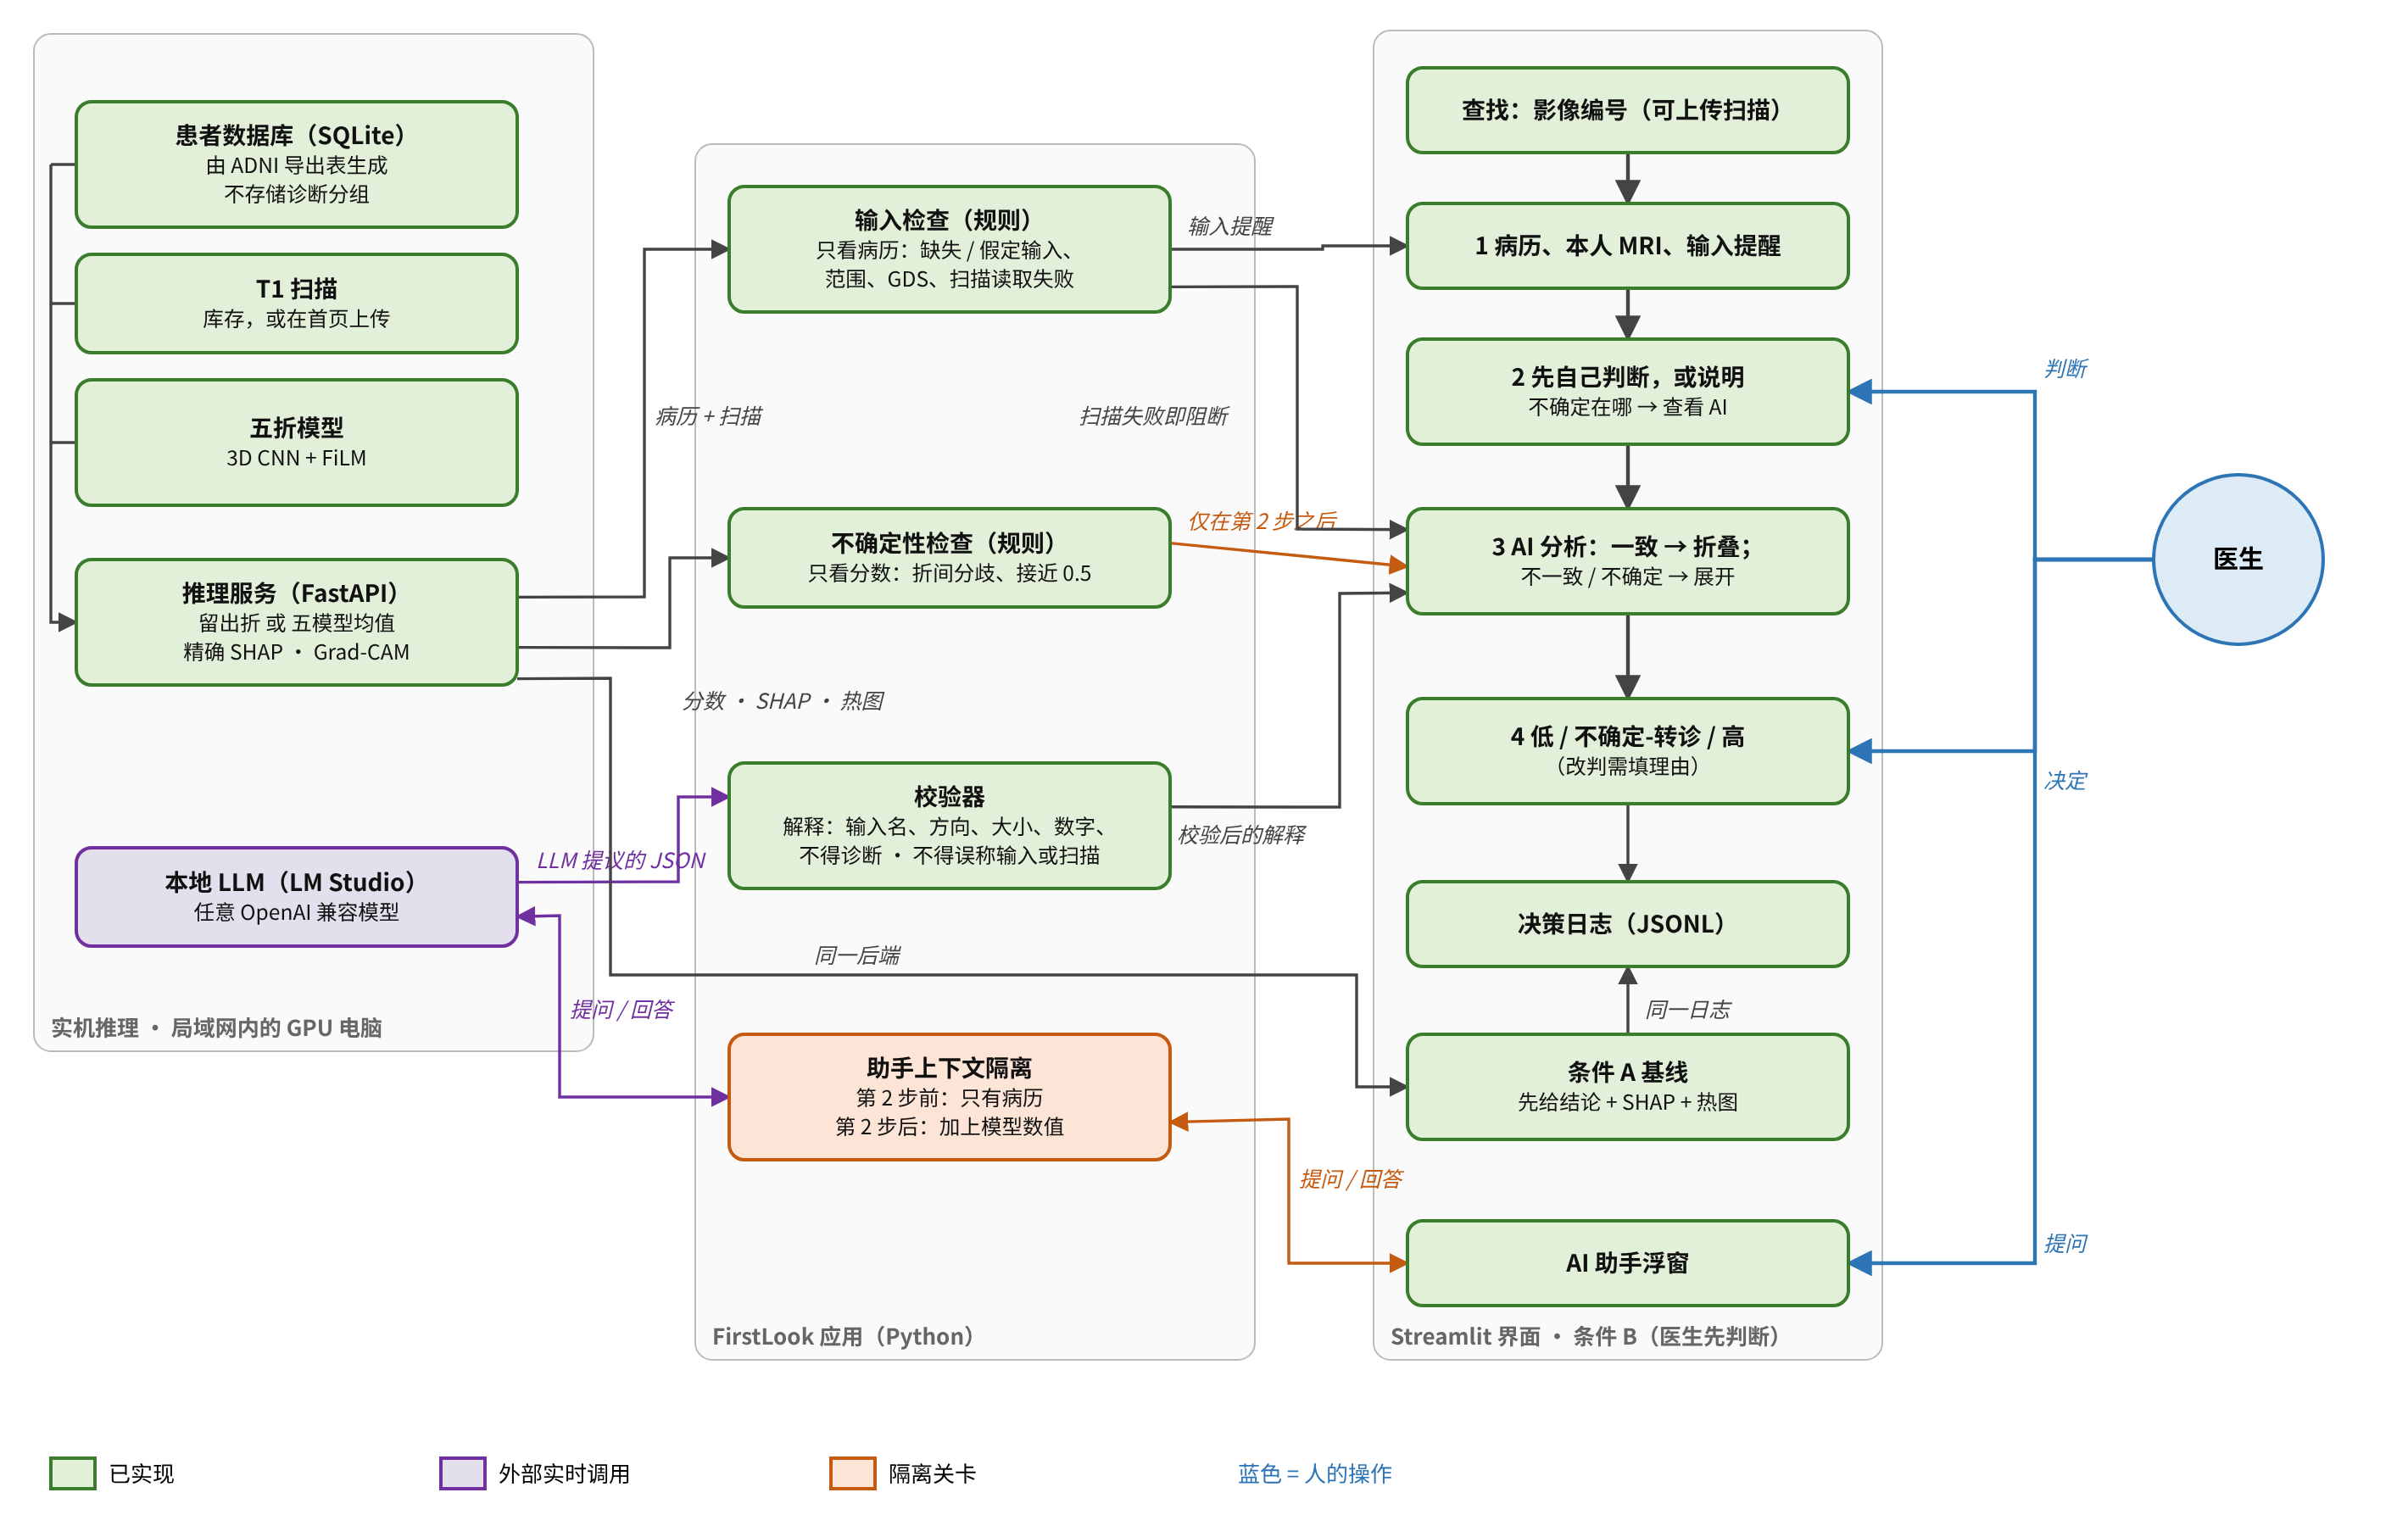 患者数据库（SQLite）
由 ADNI 导出表生成
不存储诊断分组
T1 扫描
库存，或在首页上传
五折模型
3D CNN + FiLM
推理服务（FastAPI）
留出折 或 五模型均值
精确 SHAP · Grad-CAM
本地 LLM（LM Studio）
任意 OpenAI 兼容模型
实机推理 · 局域网内的 GPU 电脑
病历 + 扫描
分数 · SHAP · 热图
LLM 提议的 JSON
提问 / 回答
同一后端
输入检查（规则）
只看病历：缺失 / 假定输入、
范围、GDS、扫描读取失败
不确定性检查（规则）
只看分数：折间分歧、接近 0.5
校验器
解释：输入名、方向、大小、数字、
不得诊断 · 不得误称输入或扫描
助手上下文隔离
第 2 步前：只有病历
第 2 步后：加上模型数值
FirstLook 应用（Python）
输入提醒
扫描失败即阻断
仅在第 2 步之后
校验后的解释
提问 / 回答
查找：影像编号（可上传扫描）
1 病历、本人 MRI、输入提醒
2 先自己判断，或说明
不确定在哪 → 查看 AI
3 AI 分析：一致 → 折叠；
不一致 / 不确定 → 展开
4 低 / 不确定-转诊 / 高
（改判需填理由）
决策日志（JSONL）
同一日志
条件 A 基线
先给结论 + SHAP + 热图
AI 助手浮窗
Streamlit 界面 · 条件 B（医生先判断）
判断
医生
决定
提问
已实现
外部实时调用
隔离关卡
蓝色 = 人的操作